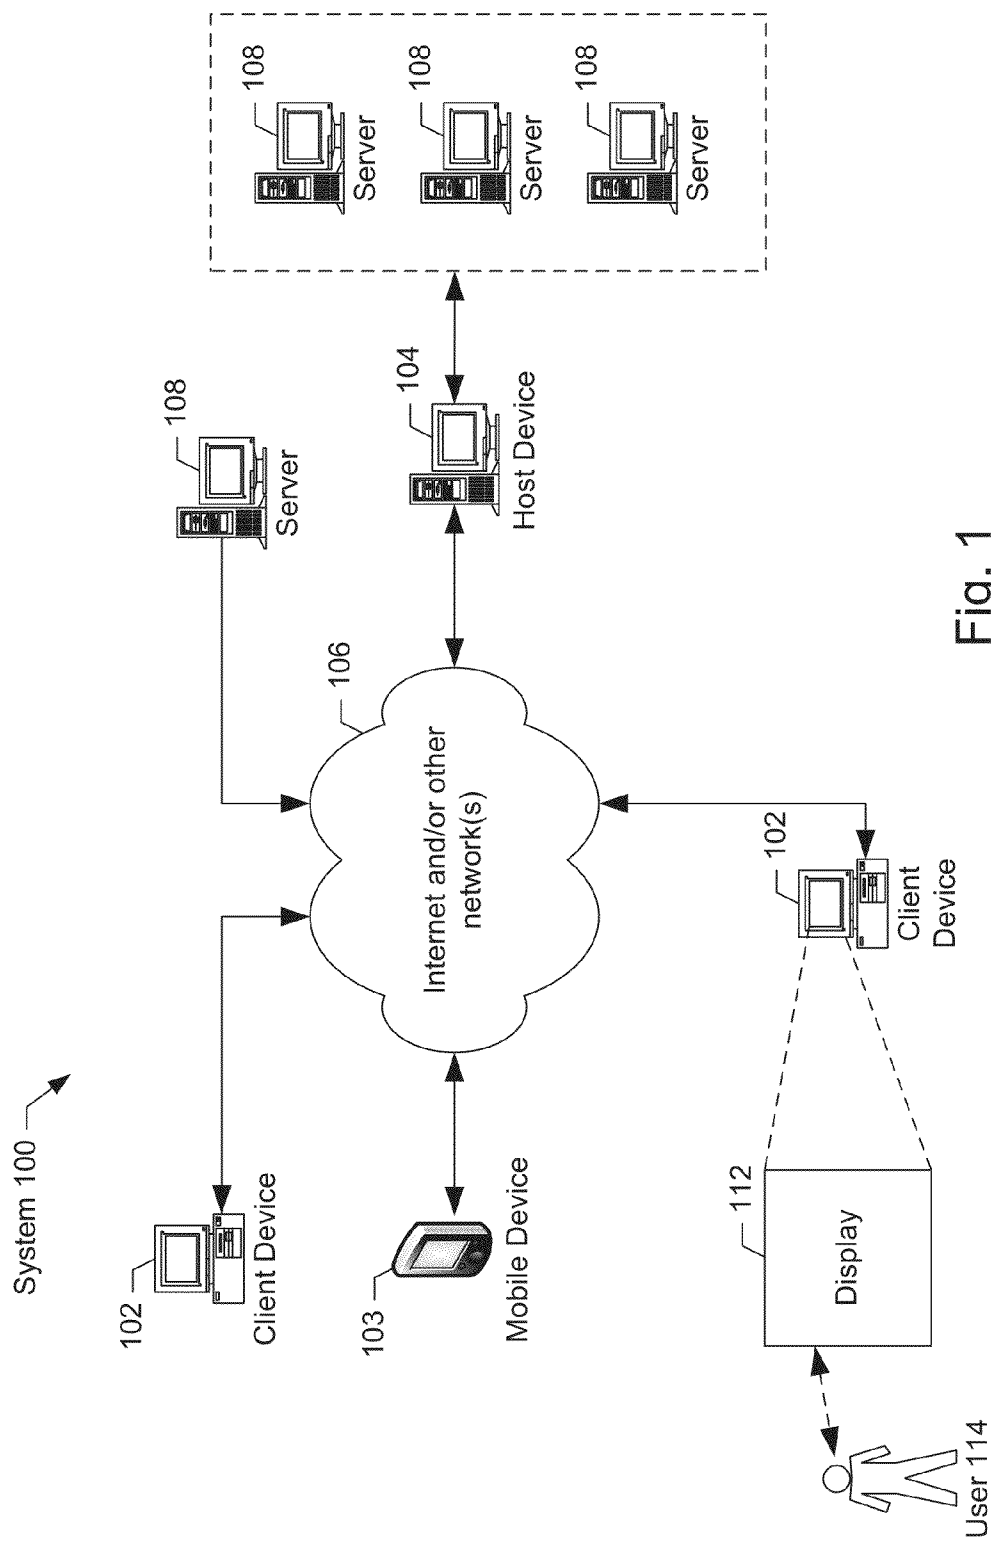 System 100
102
Client Device
103
Mobile Device
106
Internet and/or other
network(s)
108
Server
104
Host Device
108
Server
108
Server
108
Server
User 114
112
Display
102
Client
Device
Fig. 1